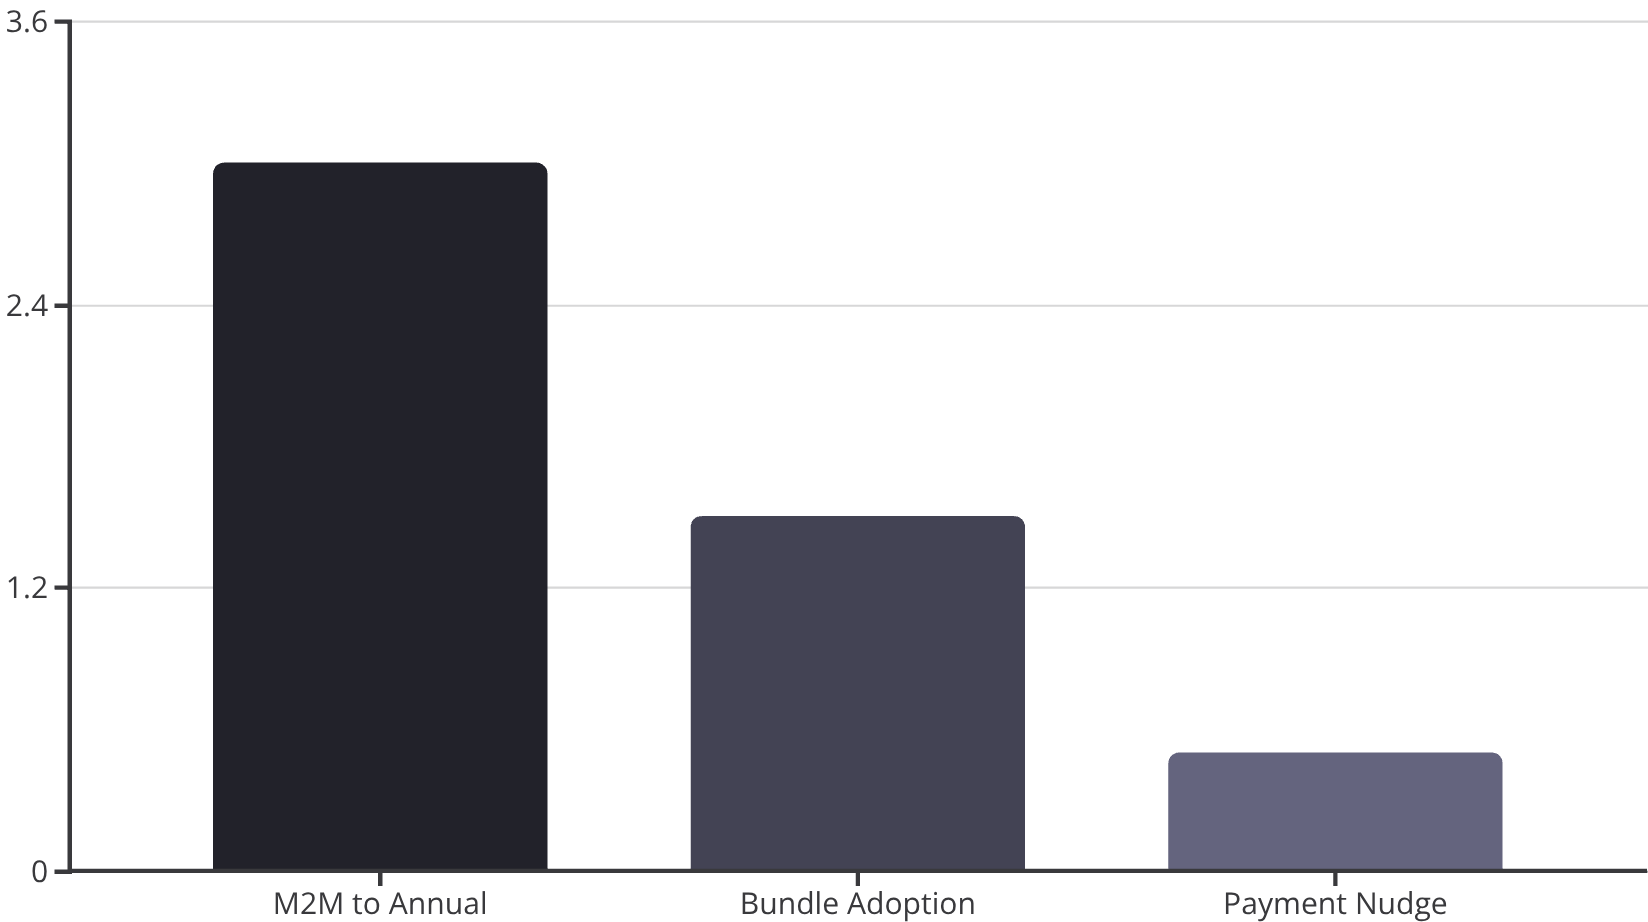 3.6
2.4
1.2
0
M2M to Annual
Bundle Adoption
Payment Nudge